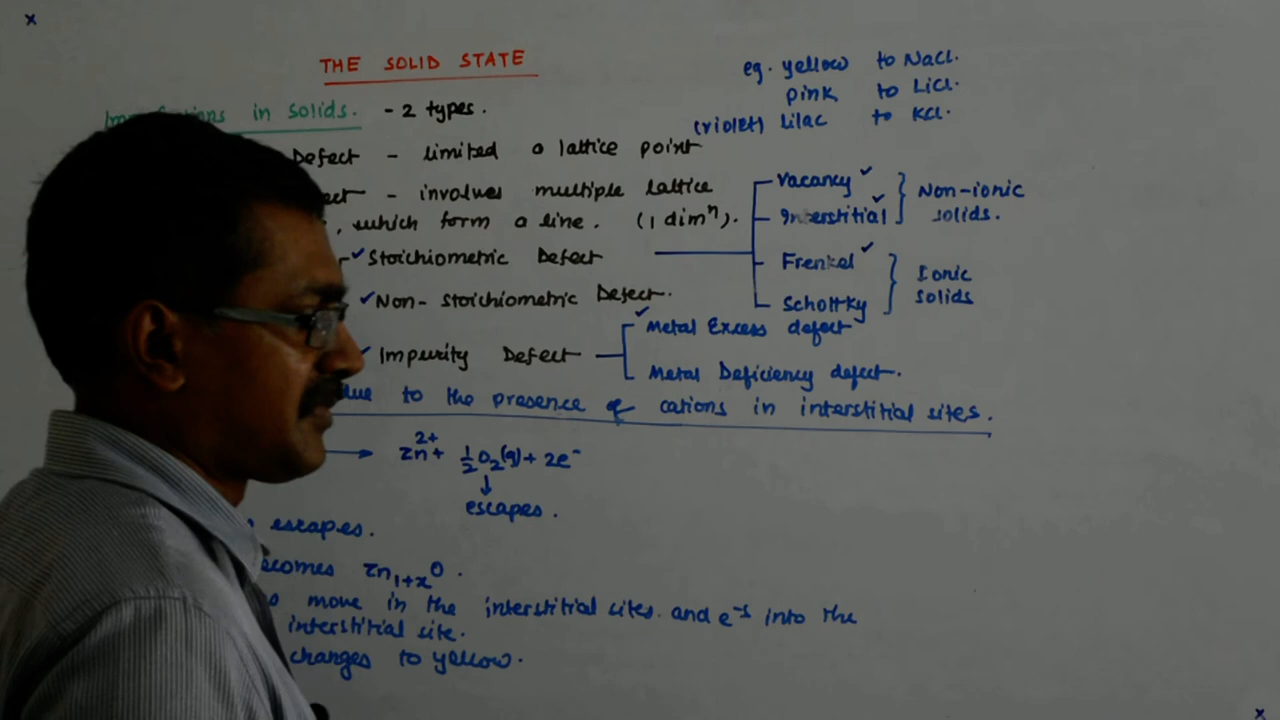 THE SOLID STATE
eg. yellow to NaCl.
pink to LiCl.
(violet) Lilac to KCl.
in solids. - 2 types.
Defect - limited o lattice point
- involves multiple lattice
, which form a line. (1 dimⁿ).
✓ Stoichiometric Defect
✓ Non-Stoichiometric Defect.
✓ Impurity Defect
Vacancy ✓
Interstitial ✓
Non-ionic
solids.
Frenkel ✓
Schottky
Ionic
solids
✓ Metal Excess defect
Metal Deficiency defect.
due to the presence of cations in interstitial sites.
→ Zn²⁺ + ½O₂(g) + 2e⁻
↓
escapes.
escapes.
Zn₁₊ₓO.
move in the interstitial sites. and e⁻s into the
interstitial site.
changes to yellow.
x
x